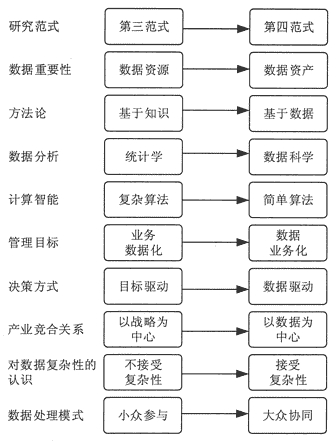 研究范式 第三范式 第四范式
数据重要性 数据资源 数据资产
方法论 基于知识 基于数据
数据分析 统计学 数据科学
计算智能 复杂算法 简单算法
管理目标 业务 数据化 数据 业务化
决策方式 目标驱动 数据驱动
产业竞合关系 以战略为 中心 以数据为 中心
对数据复杂性的 认识 不接受 复杂性 接受 复杂性
数据处理模式 小众参与 大众协同